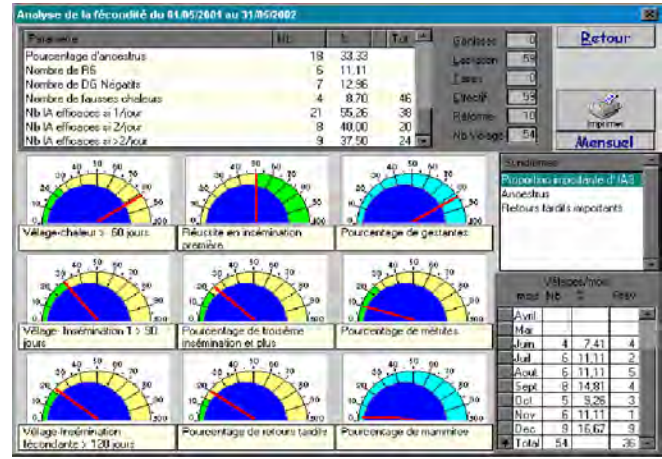 Analyse de la fécondité du 01/05/2001 au 31/05/2002
Paramètre Nb. % Tot
Pourcentage d'anoestrus 18 33,33
Nombre de RS 6 11,11
Nombre de DG Négatifs 7 12,96
Nombre de fausses chaleurs 4 8,70 46
Nb IA efficaces si 1/jour 21 55,26 38
Nb IA efficaces si 2/jour 8 40,00 20
Nb IA efficaces si >2/jour 9 37,50 24
Génisses 0
Lactation 59
Taries 0
Effectif 59
Réforme 10
Nb Vêlage 54
Retour
Imprimer
Mensuel
Vêlage-chaleur > 60 jours
Réussite en insémination première
Pourcentage de gestantes
Vêlage- Insémination 1 > 90 jours
Pourcentage de troisème insémination et plus
Pourcentage de métrites
Vélage-Insémination fécondante > 120 jours
Pourcentage de retours tardifs
Pourcentage de mammites
Syndromes
Proportion importante d'IA3
Anoestrus
Retours tardifs importants
Vêlages/mois
mois Nb %
Avril
Mai
Juin 4 7,41 4
Juil 6 11,11 2
Aout 6 11,11 5
Sept 8 14,81 4
Oct 5 9,26 3
Nov 6 11,11 1
Dec 9 16,67 9
Total 54 36